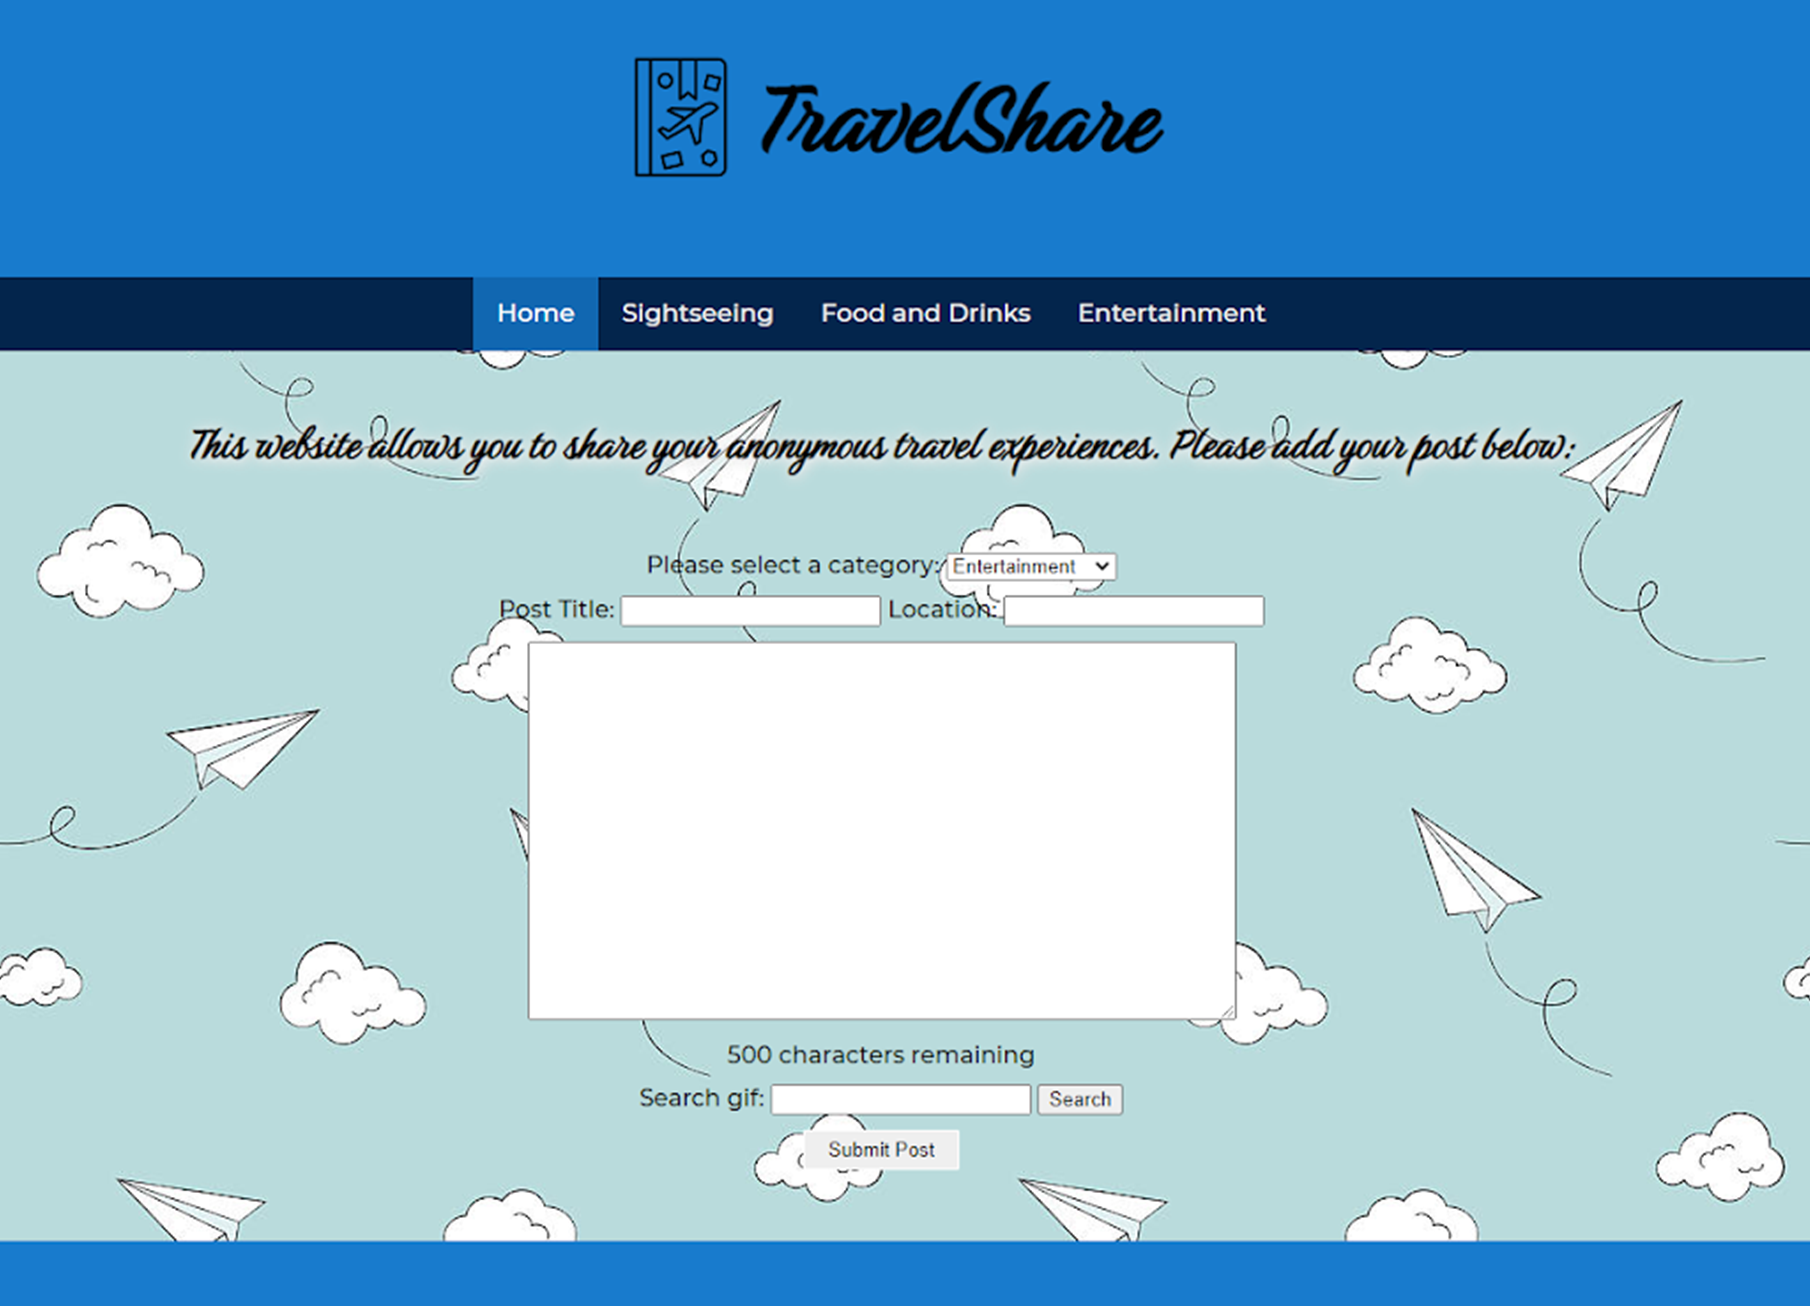 TravelShare
Home Sightseeing Food and Drinks Entertainment
This website allows you to share your anonymous travel experiences. Please add your post below:
Please select a category: Entertainment
Post Title: Location:
500 characters remaining
Search gif: Search
Submit Post